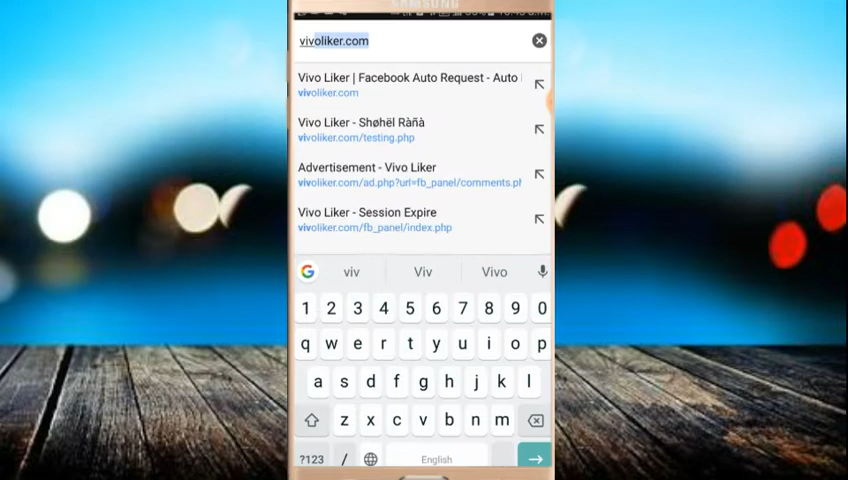 SAMSUNG
vivoliker.com
Vivo Liker | Facebook Auto Request - Auto
vivoliker.com
Vivo Liker - Shøhël Ràñà
vivoliker.com/testing.php
Advertisement - Vivo Liker
vivoliker.com/ad.php?url=fb_panel/comments.ph
Vivo Liker - Session Expire
vivoliker.com/fb_panel/index.php
G viv Viv Vivo
1 2 3 4 5 6 7 8 9 0
q w e r t y u i o p
a s d f g h j k l
z x c v b n m
?123 / English